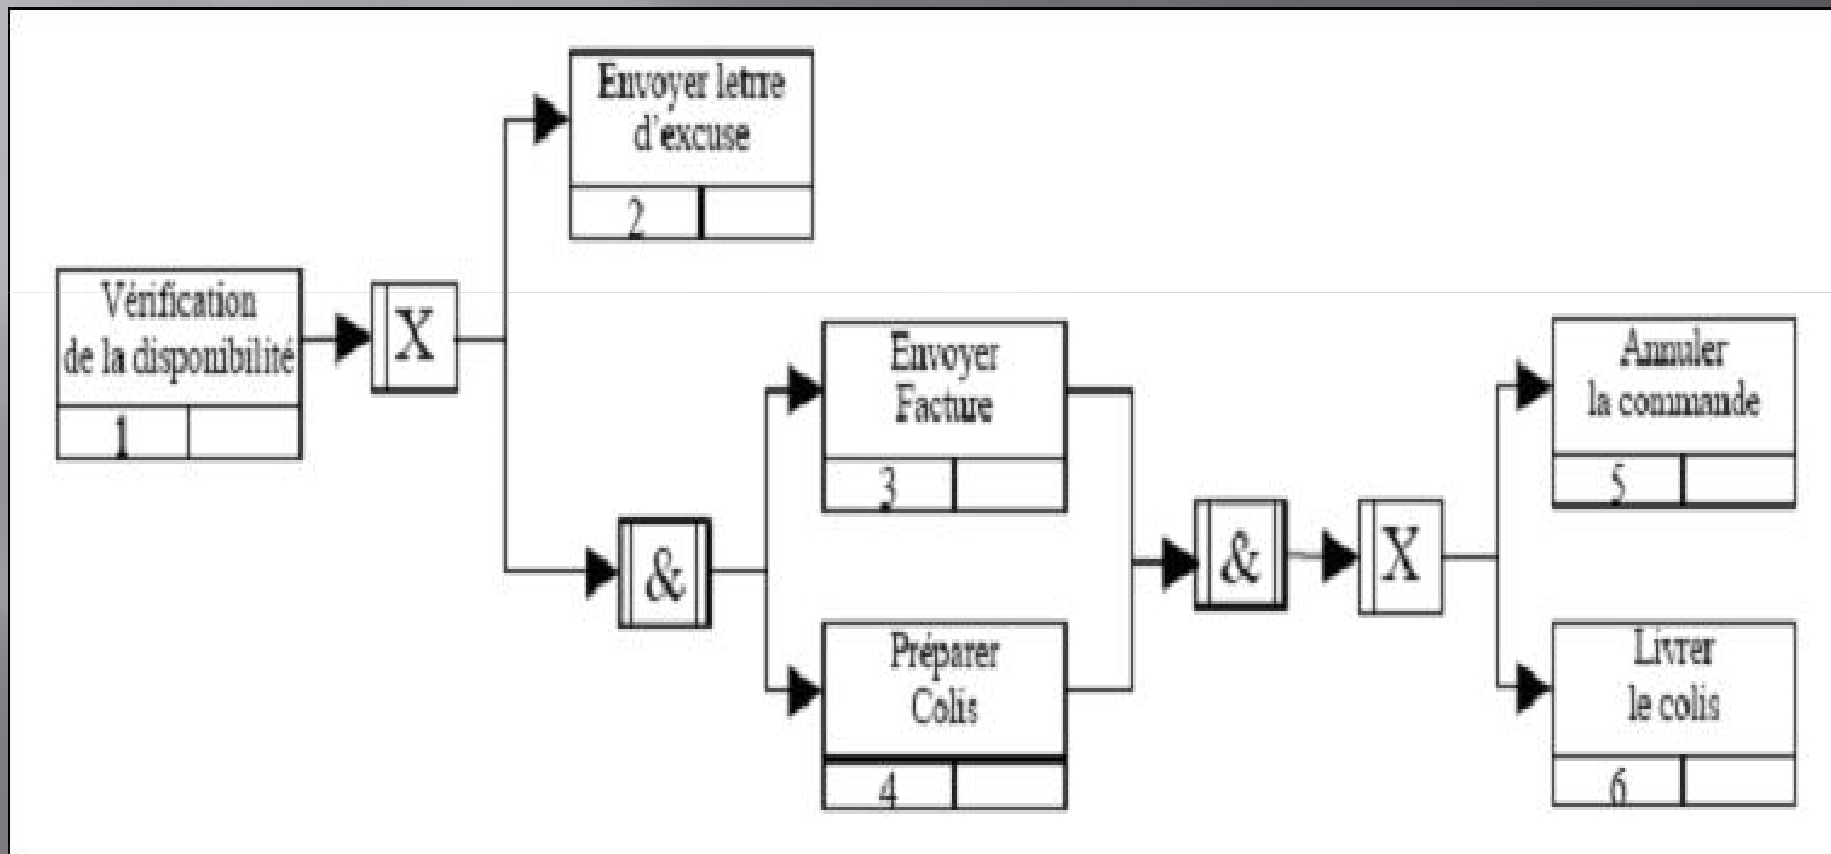 Envoyer letrre
d'excuse
2
Vérification
de la disponibilité
1
X
Envoyer
Facture
3
&
Préparer
Colis
4
&
X
Annuler
la commande
5
Livrer
le colis
6